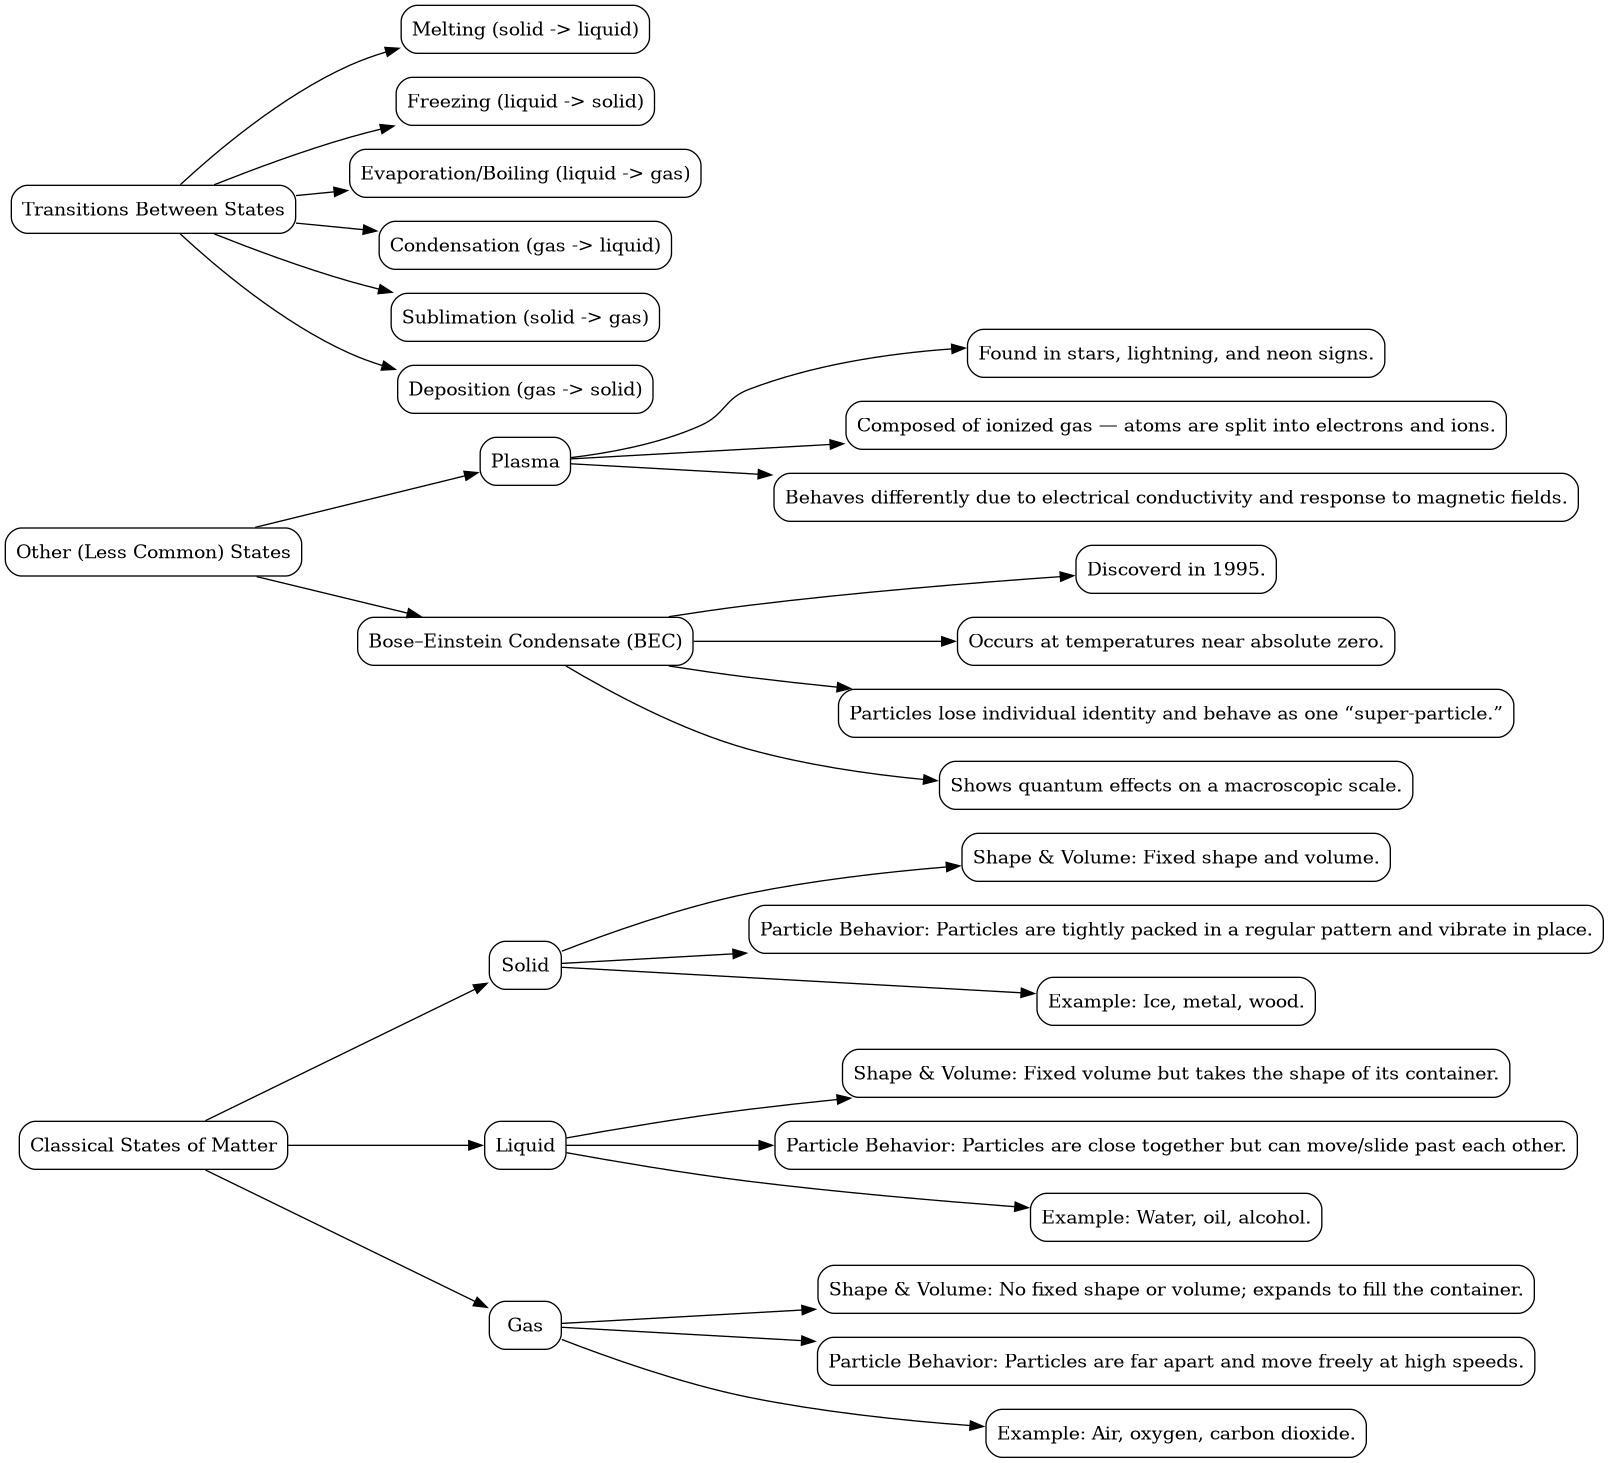 Transitions Between States
Melting (solid -> liquid)
Freezing (liquid -> solid)
Evaporation/Boiling (liquid -> gas)
Condensation (gas -> liquid)
Sublimation (solid -> gas)
Deposition (gas -> solid)
Other (Less Common) States
Plasma
Found in stars, lightning, and neon signs.
Composed of ionized gas — atoms are split into electrons and ions.
Behaves differently due to electrical conductivity and response to magnetic fields.
Bose–Einstein Condensate (BEC)
Discoverd in 1995.
Occurs at temperatures near absolute zero.
Particles lose individual identity and behave as one “super-particle.”
Shows quantum effects on a macroscopic scale.
Classical States of Matter
Solid
Shape & Volume: Fixed shape and volume.
Particle Behavior: Particles are tightly packed in a regular pattern and vibrate in place.
Example: Ice, metal, wood.
Liquid
Shape & Volume: Fixed volume but takes the shape of its container.
Particle Behavior: Particles are close together but can move/slide past each other.
Example: Water, oil, alcohol.
Gas
Shape & Volume: No fixed shape or volume; expands to fill the container.
Particle Behavior: Particles are far apart and move freely at high speeds.
Example: Air, oxygen, carbon dioxide.